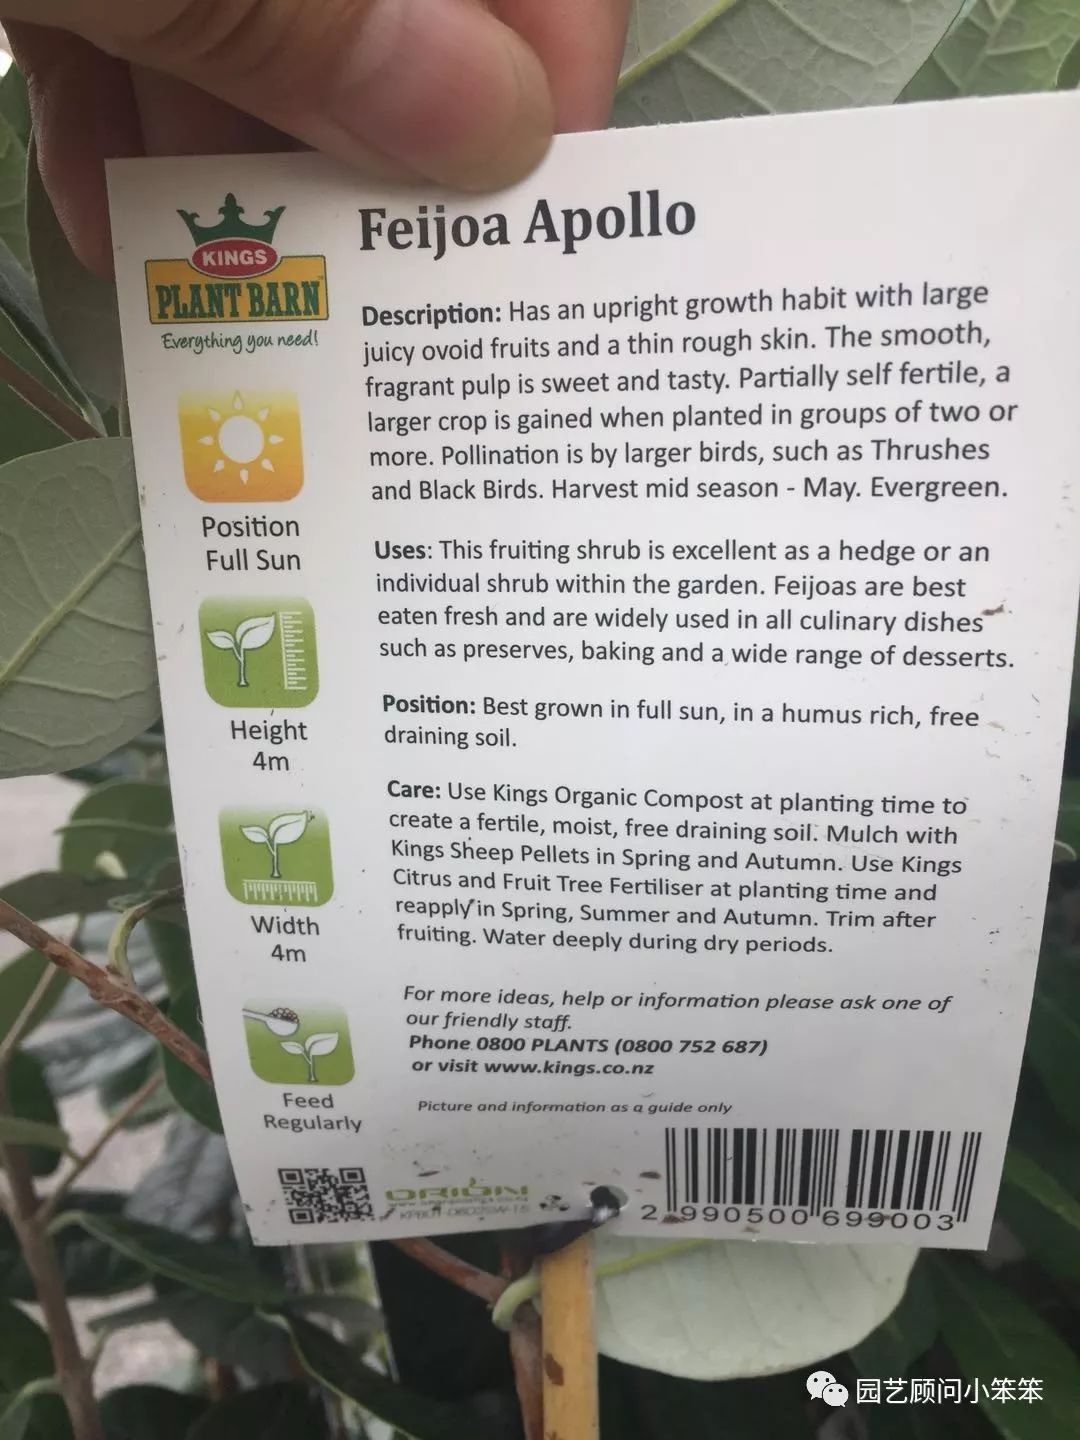 KINGS
PLANT BARN
Everything you need!
Feijoa Apollo
Description: Has an upright growth habit with large
juicy ovoid fruits and a thin rough skin. The smooth,
fragrant pulp is sweet and tasty. Partially self fertile, a
larger crop is gained when planted in groups of two or
more. Pollination is by larger birds, such as Thrushes
and Black Birds. Harvest mid season - May. Evergreen.
Position
Full Sun
Uses: This fruiting shrub is excellent as a hedge or an
individual shrub within the garden. Feijoas are best
eaten fresh and are widely used in all culinary dishes
such as preserves, baking and a wide range of desserts.
Height
4m
Position: Best grown in full sun, in a humus rich, free
draining soil.
Care: Use Kings Organic Compost at planting time to
create a fertile, moist, free draining soil. Mulch with
Kings Sheep Pellets in Spring and Autumn. Use Kings
Citrus and Fruit Tree Fertiliser at planting time and
reapply in Spring, Summer and Autumn. Trim after
fruiting. Water deeply during dry periods.
Width
4m
For more ideas, help or information please ask one of
our friendly staff.
Phone 0800 PLANTS (0800 752 687)
or visit www.kings.co.nz
Feed
Regularly
Picture and information as a guide only
ORION
2 990500 699003
园艺顾问小笨笨